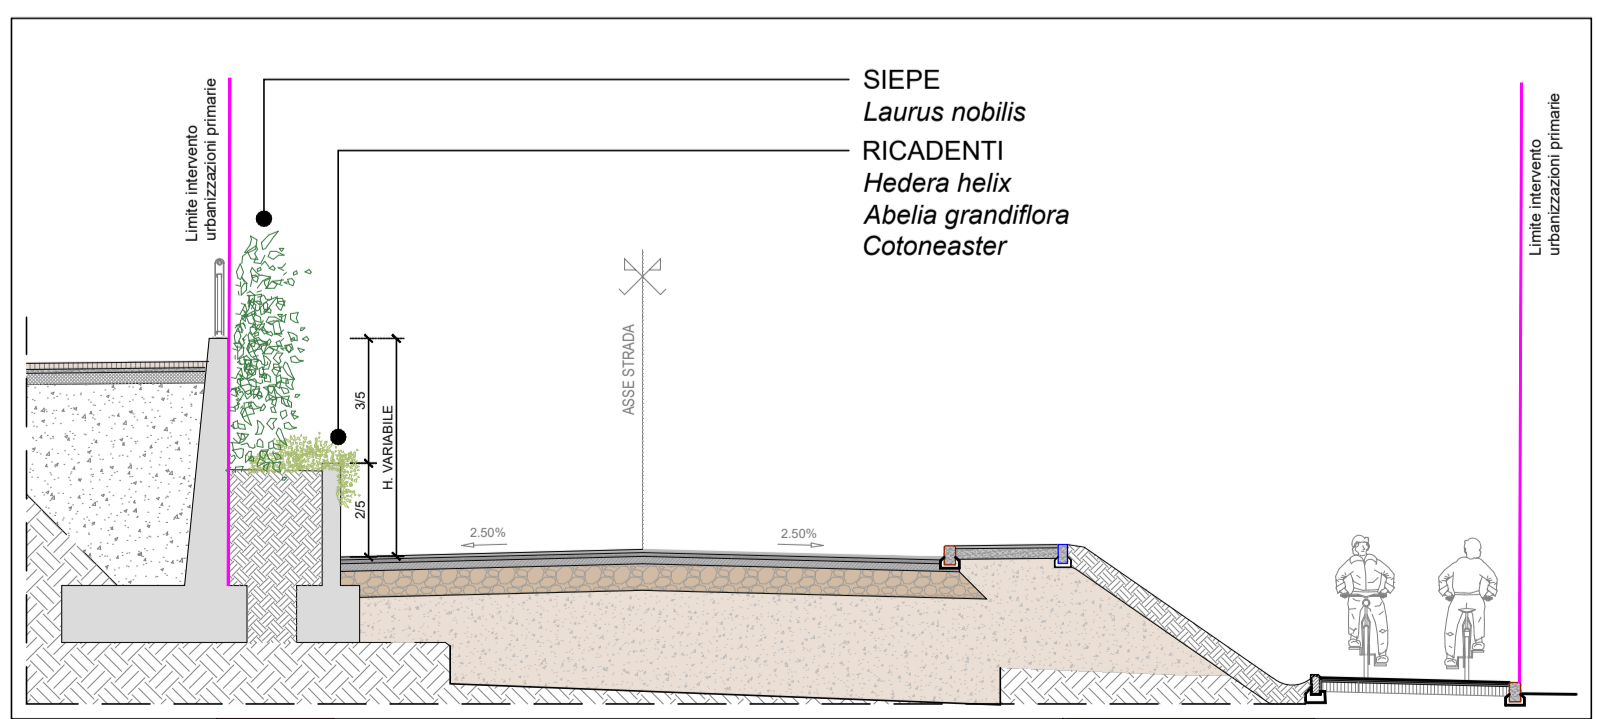 Limite intervento
urbanizzazioni primarie
SIEPE
Laurus nobilis
RICADENTI
Hedera helix
Abelia grandiflora
Cotoneaster
Limite intervento
urbanizzazioni primarie
ASSE STRADA
3/5
H. VARIABILE
2/5
2.50%
2.50%